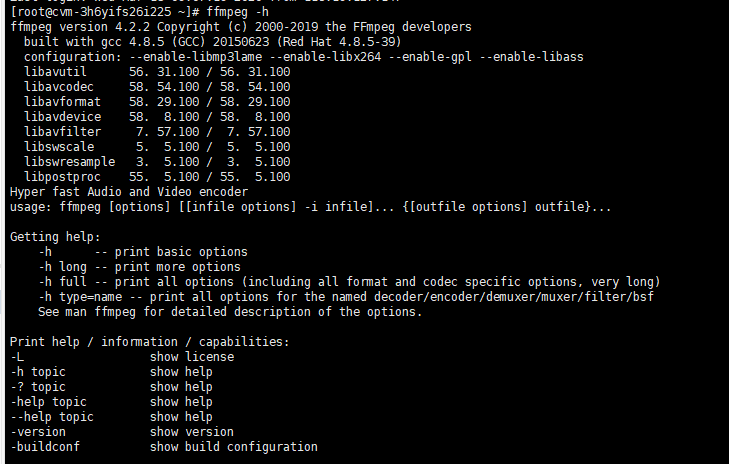 [root@cvm-3h6yifs26i225 ~]# ffmpeg -h
ffmpeg version 4.2.2 Copyright (c) 2000-2019 the FFmpeg developers
  built with gcc 4.8.5 (GCC) 20150623 (Red Hat 4.8.5-39)
  configuration: --enable-libmp3lame --enable-libx264 --enable-gpl --enable-libass
  libavutil      56. 31.100 / 56. 31.100
  libavcodec     58. 54.100 / 58. 54.100
  libavformat    58. 29.100 / 58. 29.100
  libavdevice    58.  8.100 / 58.  8.100
  libavfilter     7. 57.100 /  7. 57.100
  libswscale      5.  5.100 /  5.  5.100
  libswresample   3.  5.100 /  3.  5.100
  libpostproc    55.  5.100 / 55.  5.100
Hyper fast Audio and Video encoder
usage: ffmpeg [options] [[infile options] -i infile]... {[outfile options] outfile}...

Getting help:
    -h      -- print basic options
    -h long -- print more options
    -h full -- print all options (including all format and codec specific options, very long)
    -h type=name -- print all options for the named decoder/encoder/demuxer/muxer/filter/bsf
    See man ffmpeg for detailed description of the options.

Print help / information / capabilities:
-L                  show license
-h topic            show help
-? topic            show help
-help topic         show help
--help topic        show help
-version            show version
-buildconf          show build configuration